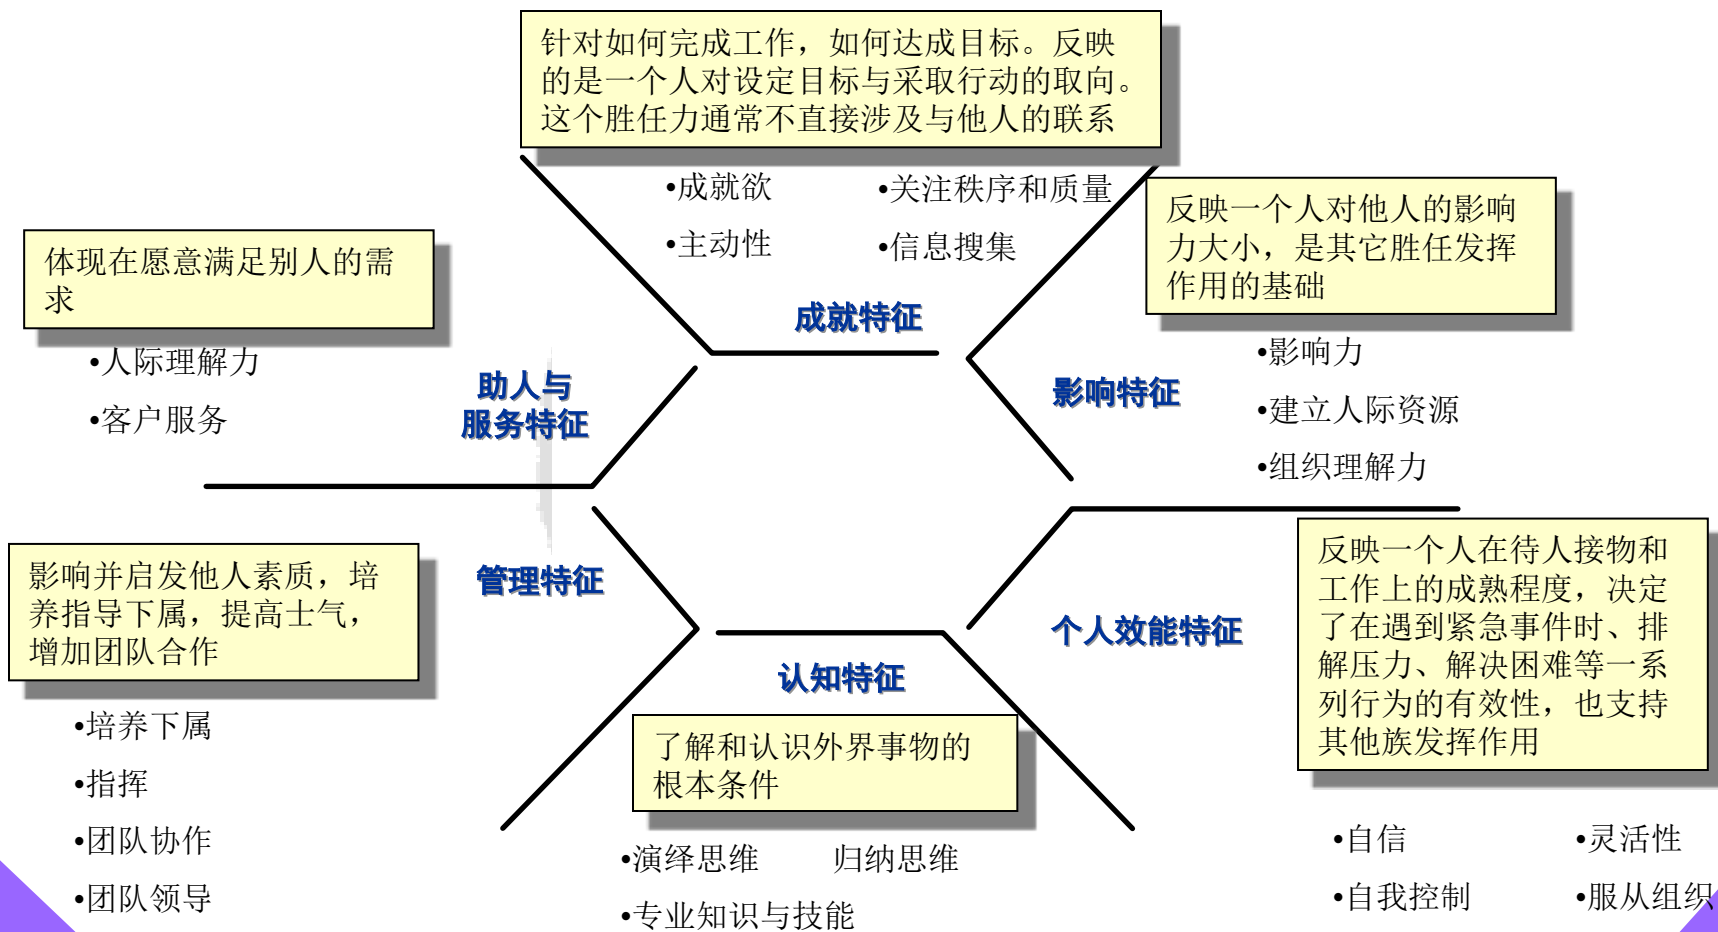 针对如何完成工作，如何达成目标。反映
的是一个人对设定目标与采取行动的取向。
这个胜任力通常不直接涉及与他人的联系
•成就欲
•关注秩序和质量
•主动性
•信息搜集
成就特征
反映一个人对他人的影响
力大小，是其它胜任发挥
作用的基础
影响特征
•影响力
•建立人际资源
•组织理解力
体现在愿意满足别人的需
求
•人际理解力
•客户服务
助人与
服务特征
影响并启发他人素质，培
养指导下属，提高士气，
增加团队合作
管理特征
•培养下属
•指挥
•团队协作
•团队领导
认知特征
了解和认识外界事物的
根本条件
•演绎思维 归纳思维
•专业知识与技能
个人效能特征
反映一个人在待人接物和
工作上的成熟程度，决定
了在遇到紧急事件时、排
解压力、解决困难等一系
列行为的有效性，也支持
其他族发挥作用
•自信
•灵活性
•自我控制
•服从组织